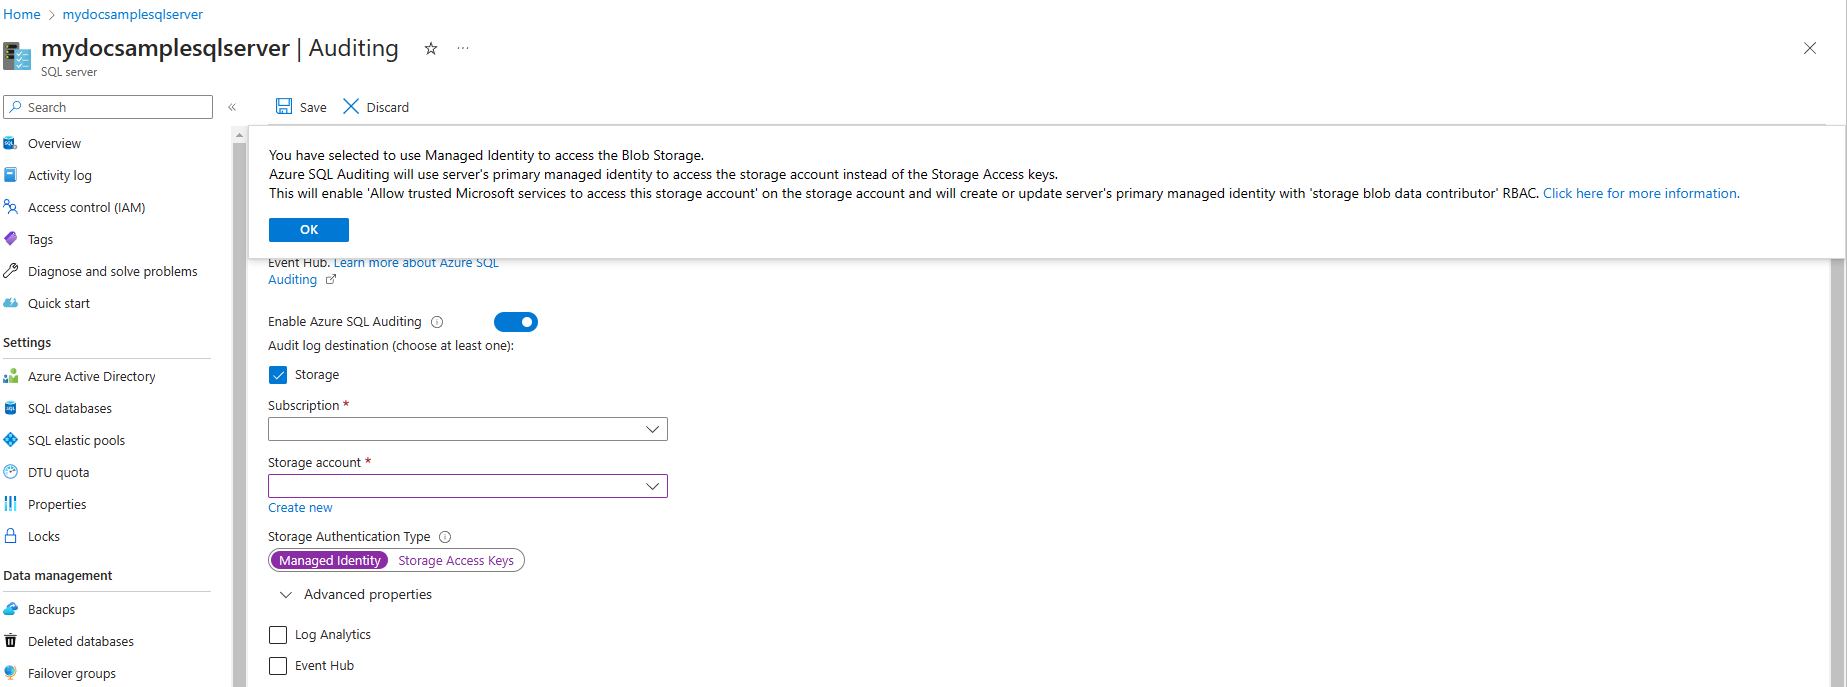 Home > mydocsamplesqlserver
mydocsamplesqlserver | Auditing ☆ ···
SQL server
Search «
Save Discard
Overview
Activity log
Access control (IAM)
Tags
Diagnose and solve problems
Quick start
Settings
Azure Active Directory
SQL databases
SQL elastic pools
DTU quota
Properties
Locks
Data management
Backups
Deleted databases
Failover groups
You have selected to use Managed Identity to access the Blob Storage.
Azure SQL Auditing will use server's primary managed identity to access the storage account instead of the Storage Access keys.
This will enable 'Allow trusted Microsoft services to access this storage account' on the storage account and will create or update server's primary managed identity with 'storage blob data contributor' RBAC. Click here for more information.
OK
Event Hub. Learn more about Azure SQL
Auditing
Enable Azure SQL Auditing
Audit log destination (choose at least one):
Storage
Subscription *
Storage account *
Create new
Storage Authentication Type
Managed Identity Storage Access Keys
Advanced properties
Log Analytics
Event Hub